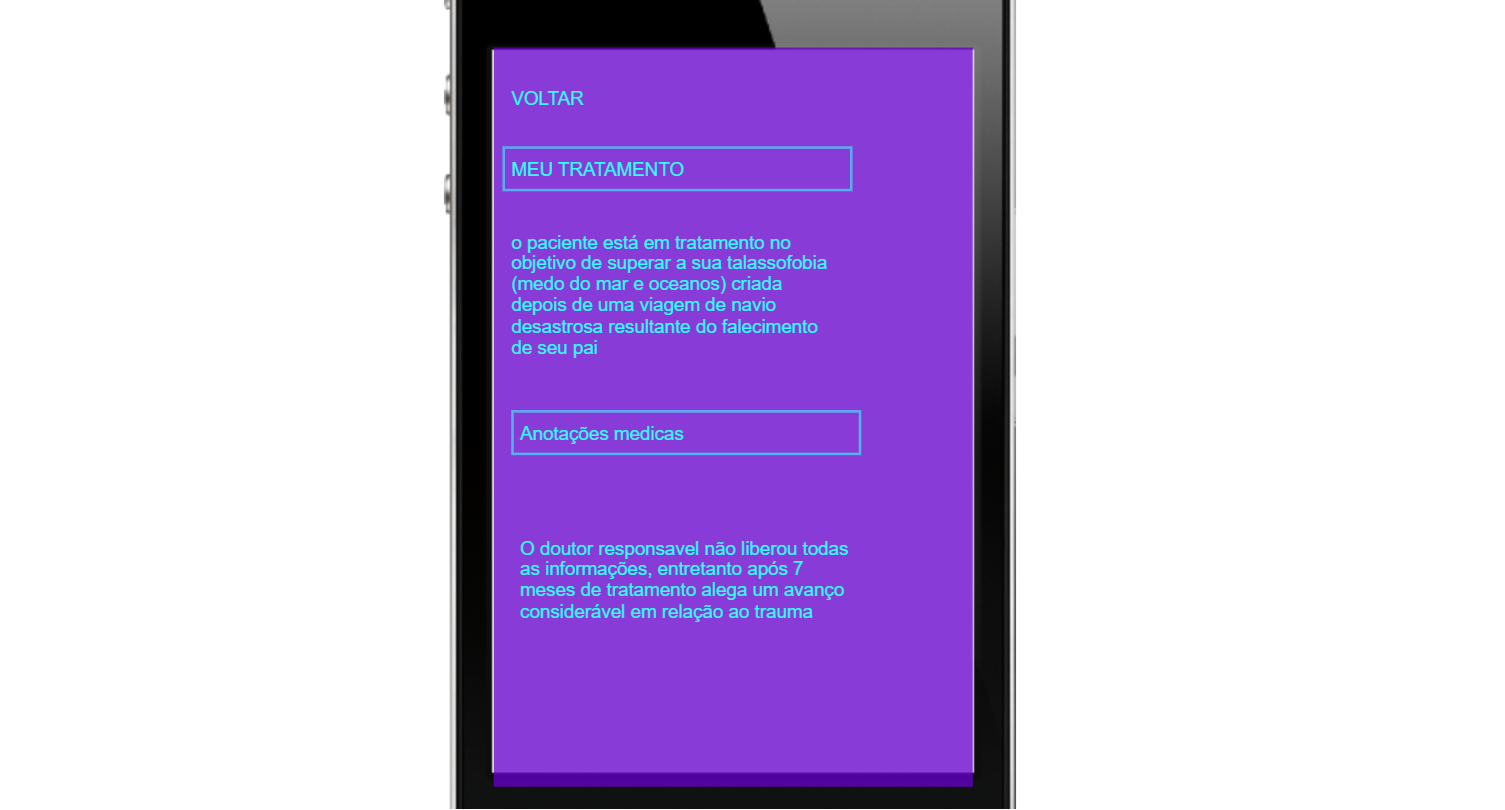 VOLTAR
MEU TRATAMENTO
o paciente está em tratamento no
objetivo de superar a sua talassofobia
(medo do mar e oceanos) criada
depois de uma viagem de navio
desastrosa resultante do falecimento
de seu pai
Anotações medicas
O doutor responsavel não liberou todas
as informações, entretanto após 7
meses de tratamento alega um avanço
considerável em relação ao trauma